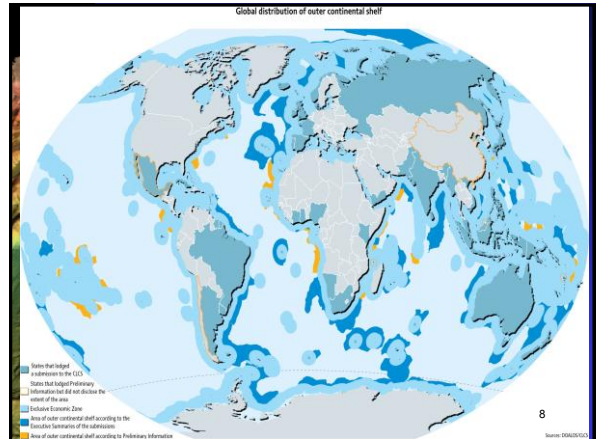 Global distribution of outer continental shelf
States that lodged
a submission to the CLCS
States that lodged Preliminary
Information but did not disclose the
extent of the area
Exclusive Economic Zone
Area of outer continental shelf according to the
Executive Summaries of the submissions
Area of outer continental shelf according to Preliminary Information
8
Sources: DOALOS/CLCS